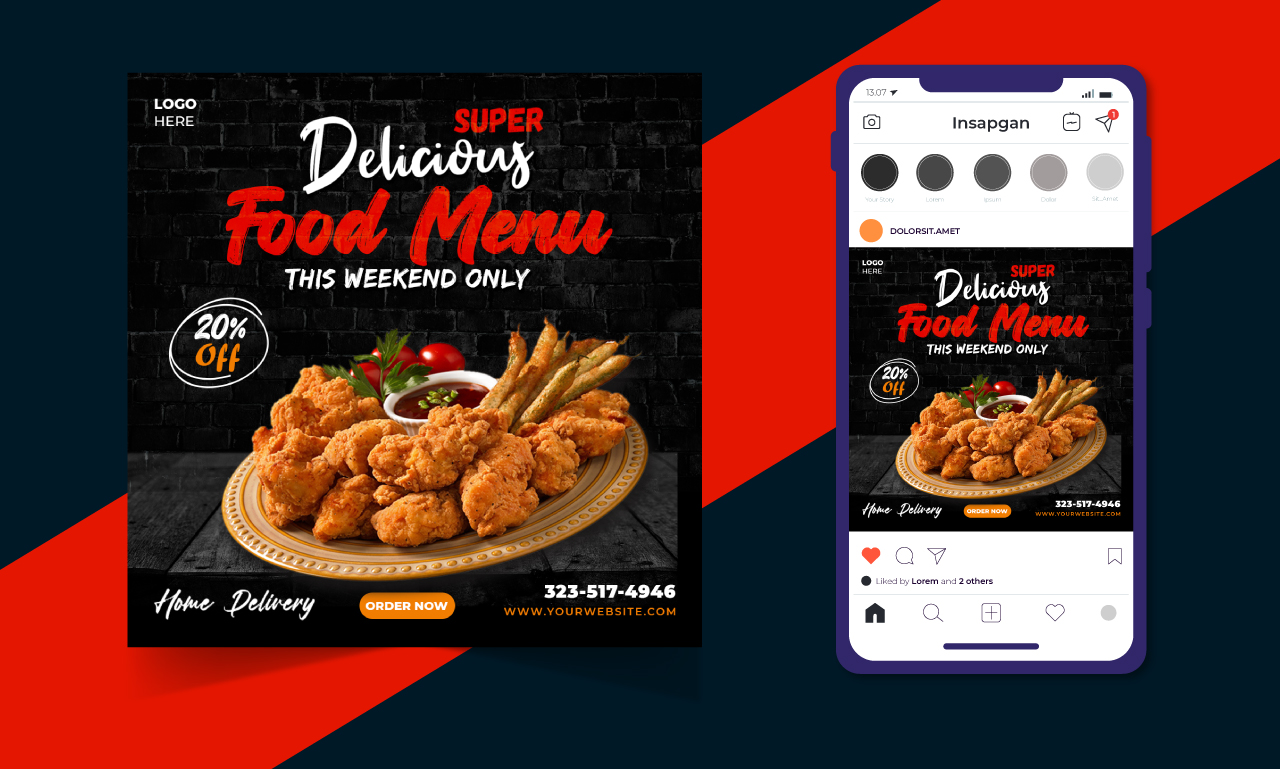 LOGO
HERE
SUPER
Delicious
Food Menu
THIS WEEKEND ONLY
20%
Off
Home Delivery
ORDER NOW
323-517-4946
WWW.YOURWEBSITE.COM
13.07
Insapgan
1
Your Story
Lorem
Ipsum
Dollar
Sit_Amet
DOLORSIT.AMET
LOGO
HERE
SUPER
Delicious
Food Menu
THIS WEEKEND ONLY
20%
Off
Home Delivery
ORDER NOW
323-517-4946
WWW.YOURWEBSITE.COM
Liked by Lorem and 2 others